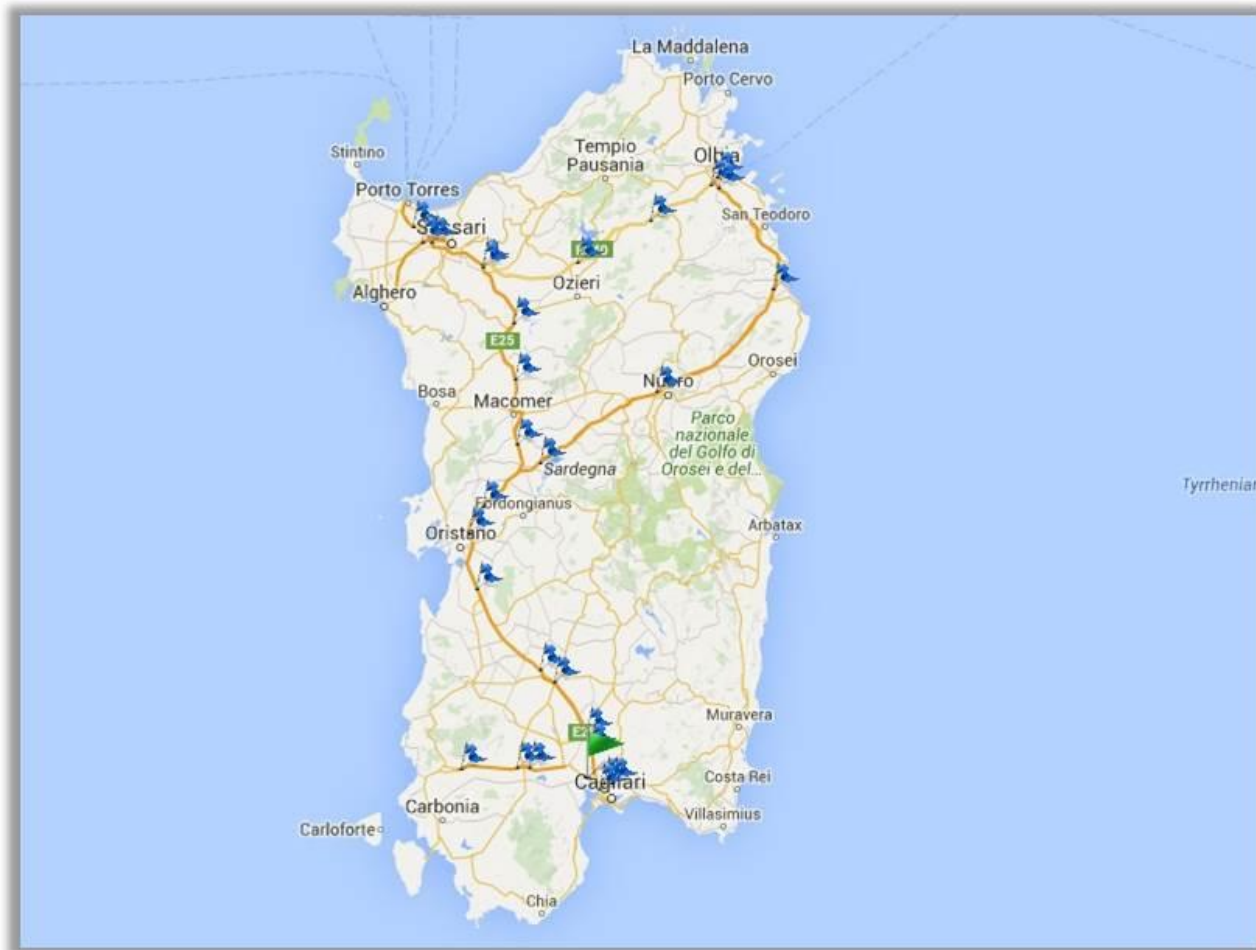 La Maddalena
Porto Cervo
Tempio
Pausania
Olbia
Stintino
Porto Torres
San Teodoro
Sassari
Ozieri
Alghero
E25
Orosei
Nuoro
Bosa
Macomer
Parco
nazionale
del Golfo di
Orosei e del...
Sardegna
Tyrrhenian
Fordongianus
Oristano
Arbatax
Muravera
Costa Rei
Cagliari
Carbonia
Villasimius
Carloforte
Chia